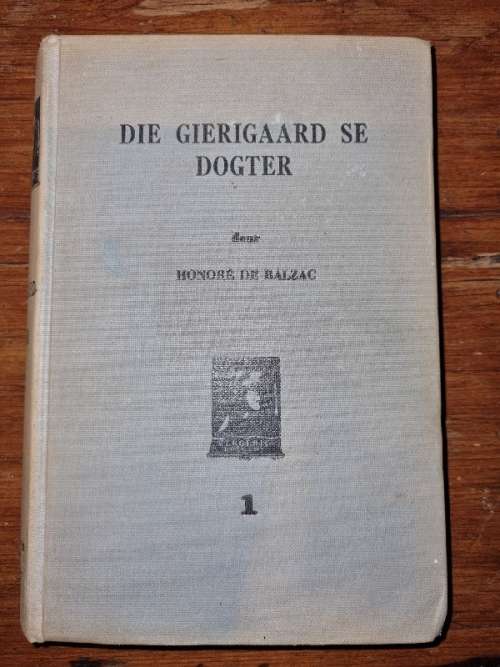 DIE GIERIGAARD SE
DOGTER
deur
HONORÉ DE BALZAC
1